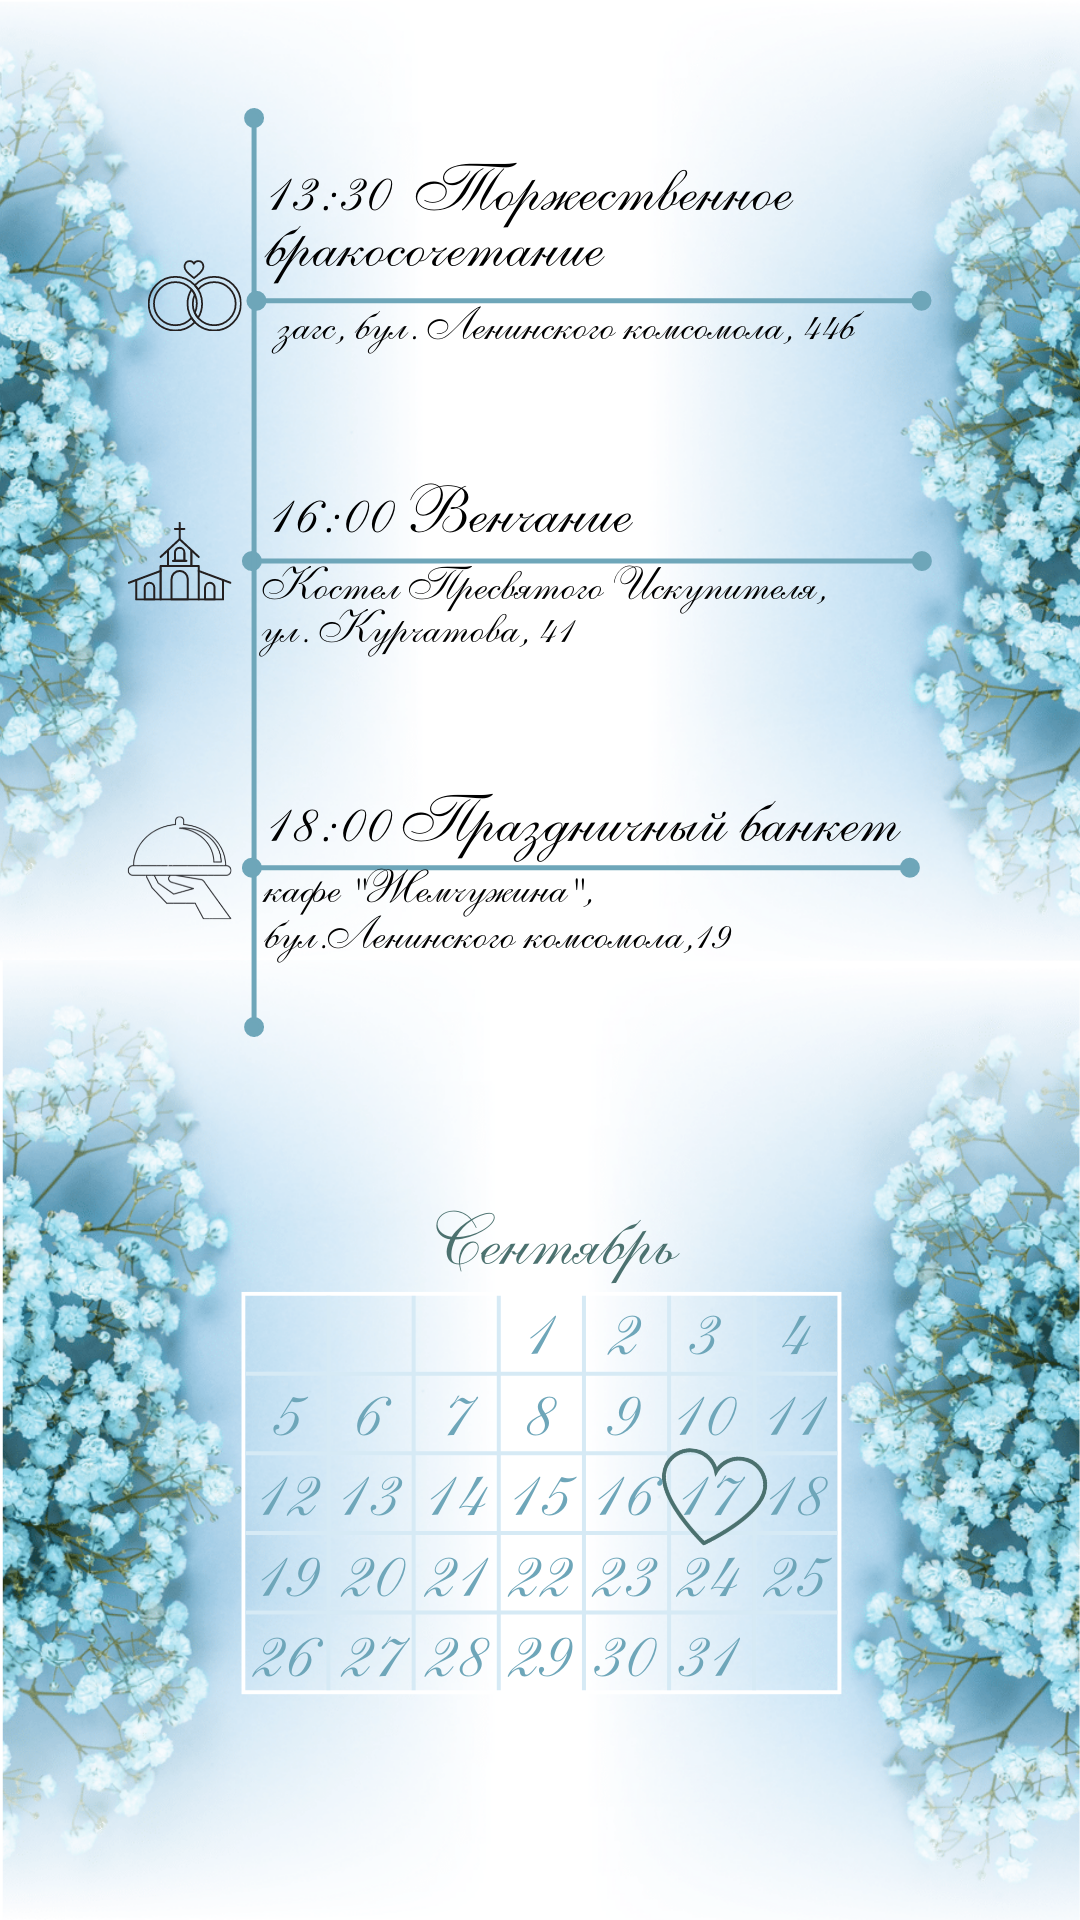 13:30 Торжественное
бракосочетание
загс, бул. Ленинского комсомола, 44б
16:00 Венчание
Костел Пресвятого Искупителя,
ул. Курчатова, 41
18:00 Праздничный банкет
кафе "Жемчужина",
бул.Ленинского комсомола,19
Сентябрь
1 2 3 4
5 6 7 8 9 10 11
12 13 14 15 16 17 18
19 20 21 22 23 24 25
26 27 28 29 30 31